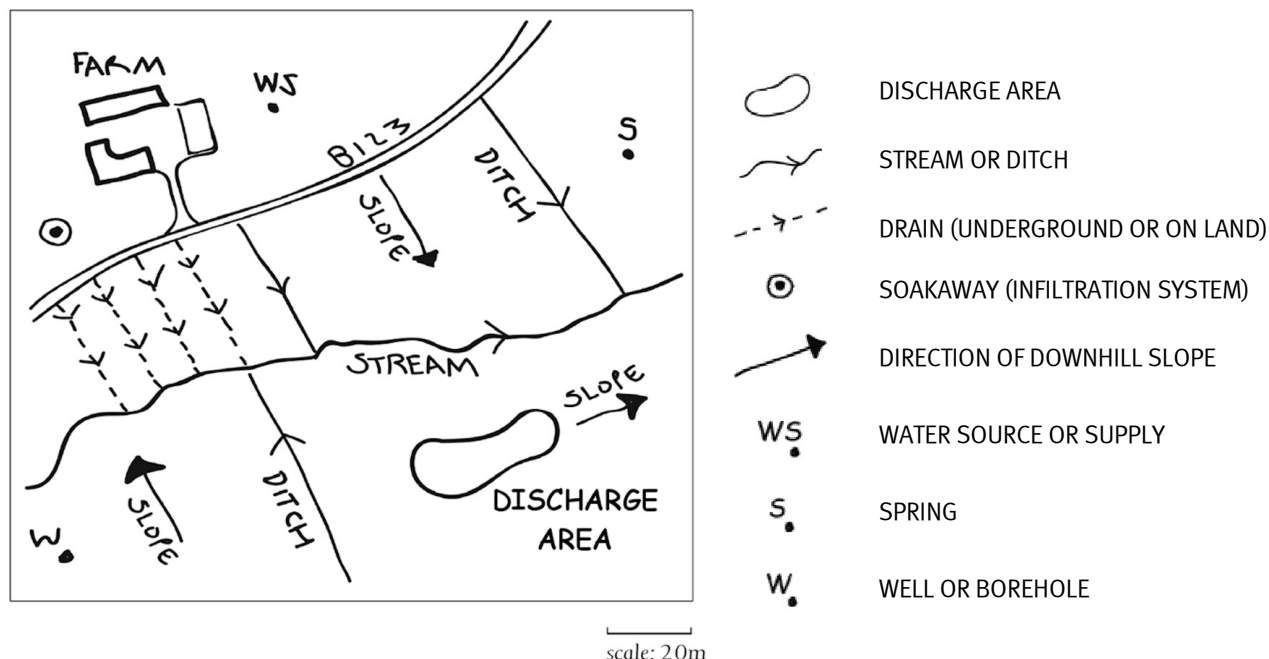 FARM
WS
B123
S
DITCH
SLOPE
STREAM
SLOPE
DISCHARGE
AREA
DITCH
SLOPE
W
scale: 20m
DISCHARGE AREA
STREAM OR DITCH
DRAIN (UNDERGROUND OR ON LAND)
SOAKAWAY (INFILTRATION SYSTEM)
DIRECTION OF DOWNHILL SLOPE
WS
WATER SOURCE OR SUPPLY
S
SPRING
W
WELL OR BOREHOLE